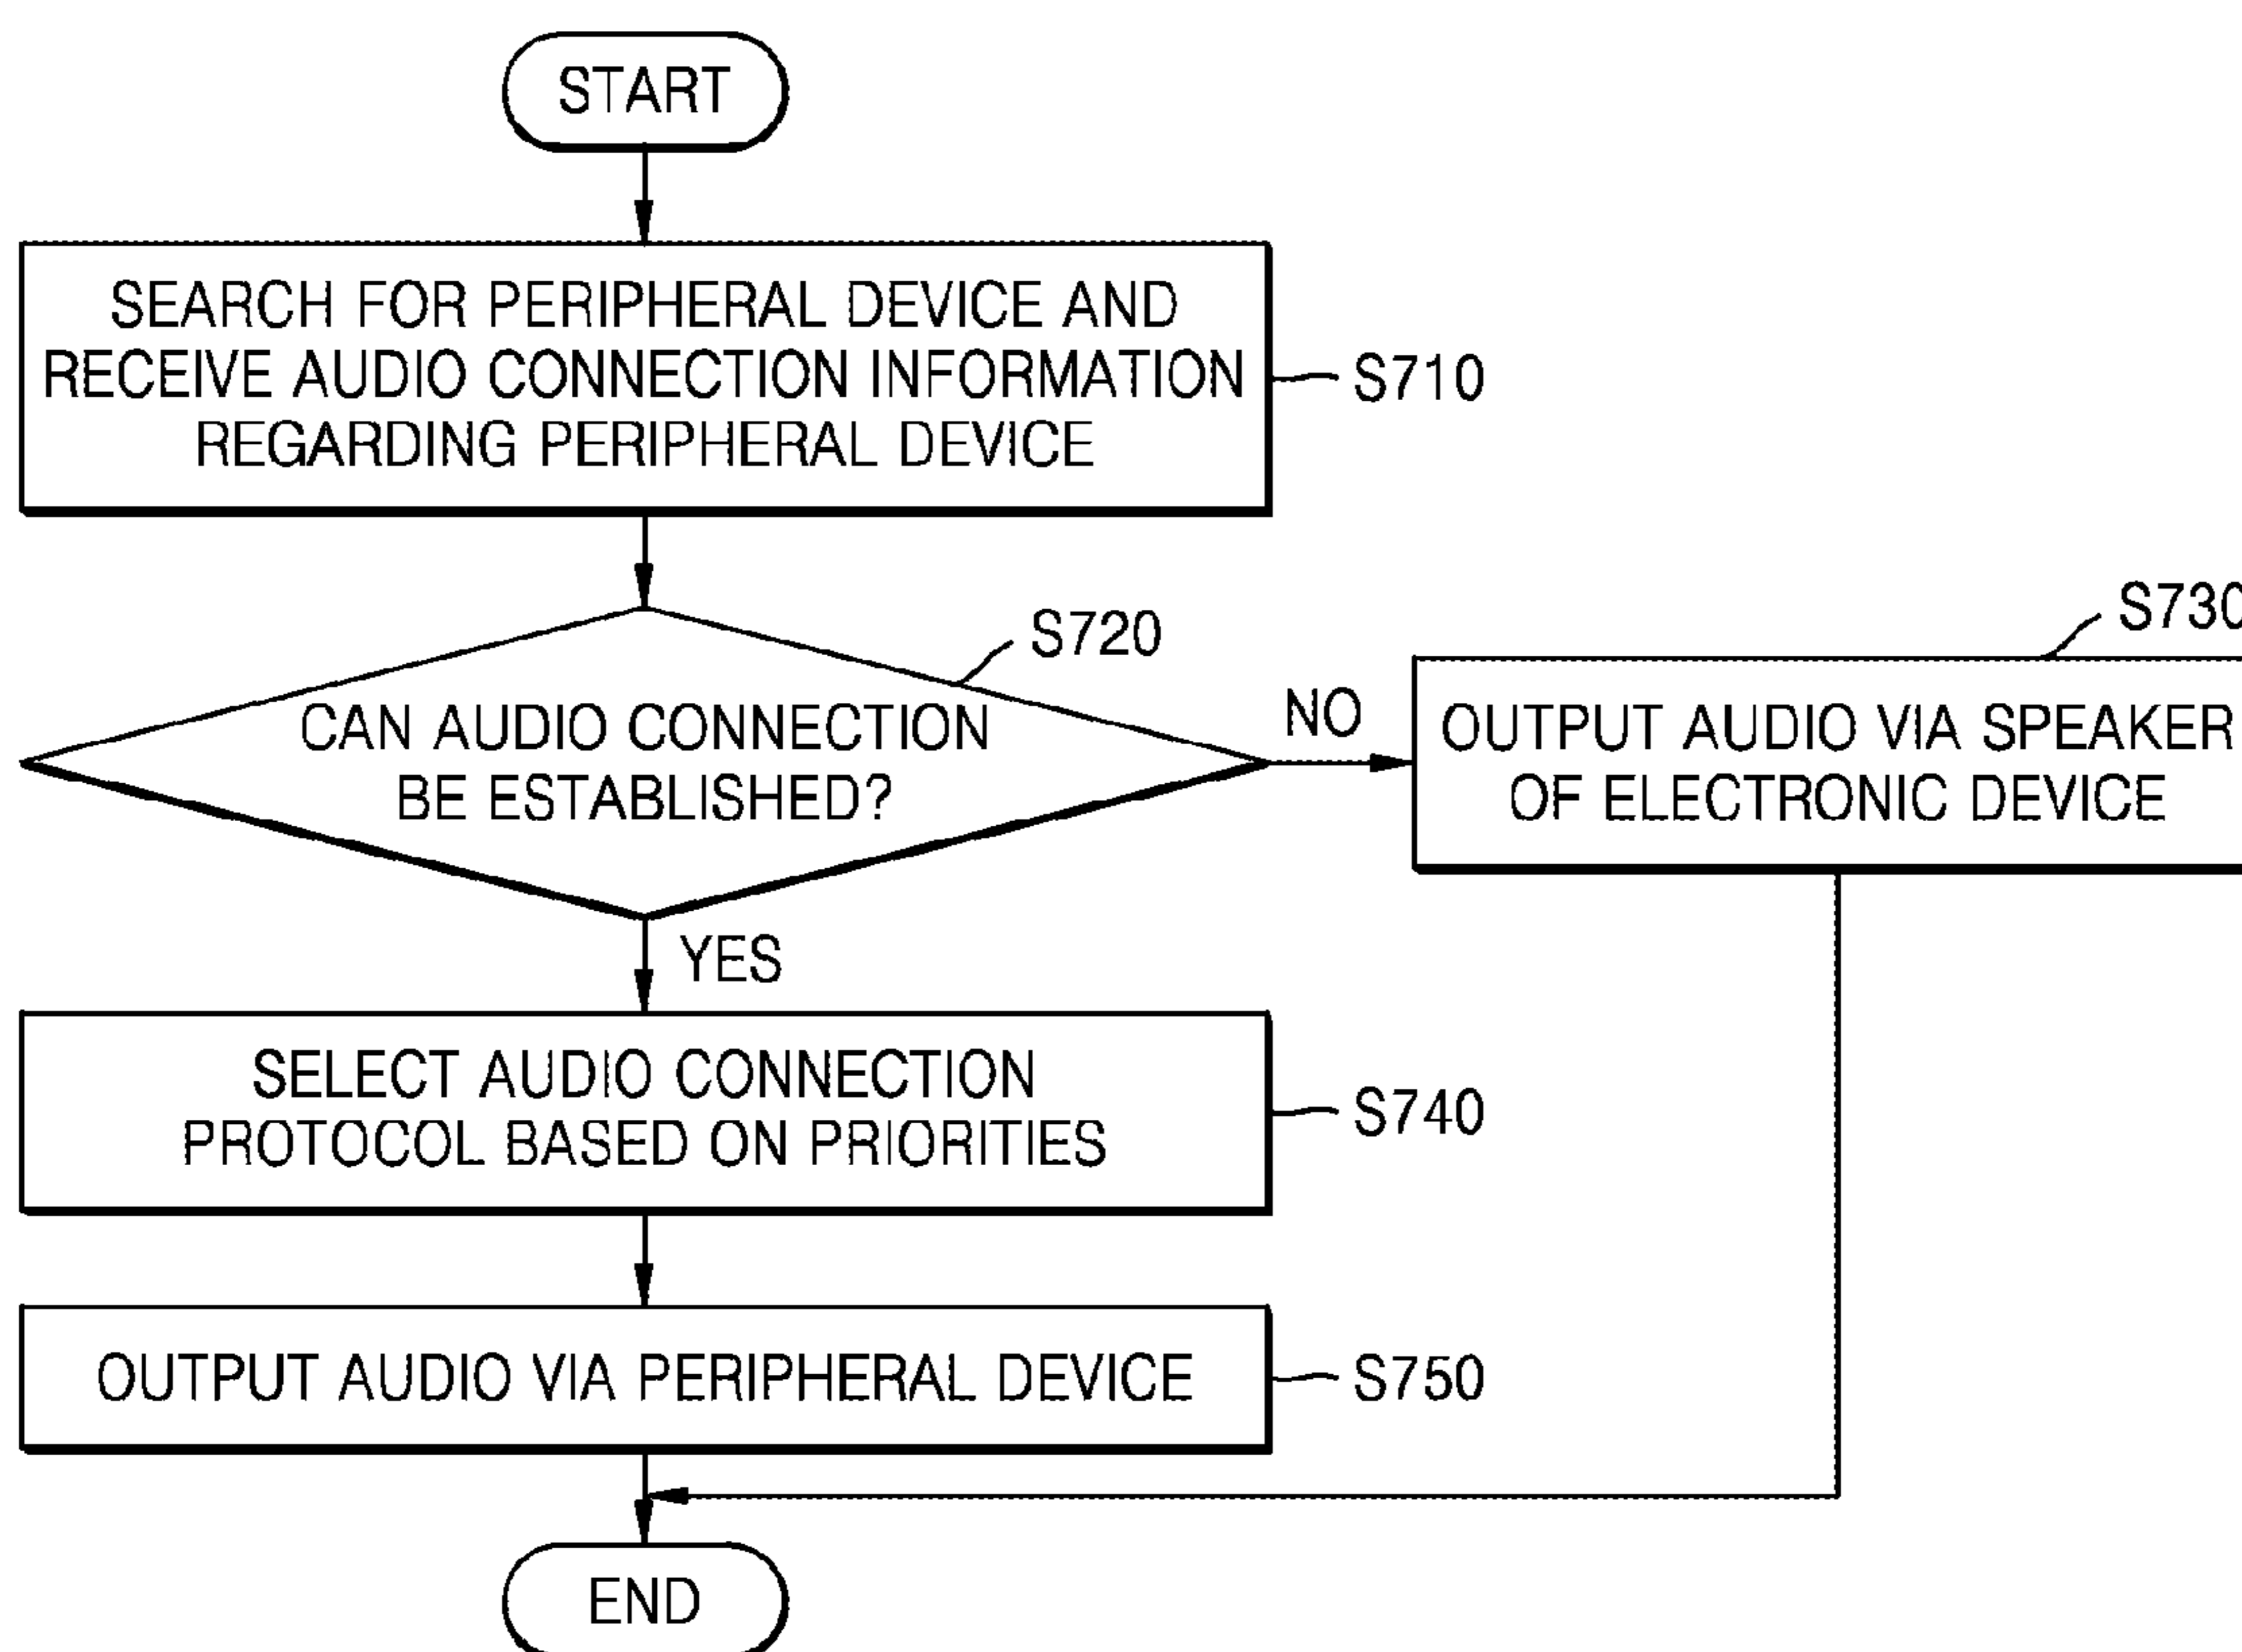 START
SEARCH FOR PERIPHERAL DEVICE AND
RECEIVE AUDIO CONNECTION INFORMATION
REGARDING PERIPHERAL DEVICE
S710
S720
CAN AUDIO CONNECTION
BE ESTABLISHED?
NO
S730
OUTPUT AUDIO VIA SPEAKER
OF ELECTRONIC DEVICE
YES
SELECT AUDIO CONNECTION
PROTOCOL BASED ON PRIORITIES
S740
OUTPUT AUDIO VIA PERIPHERAL DEVICE
S750
END